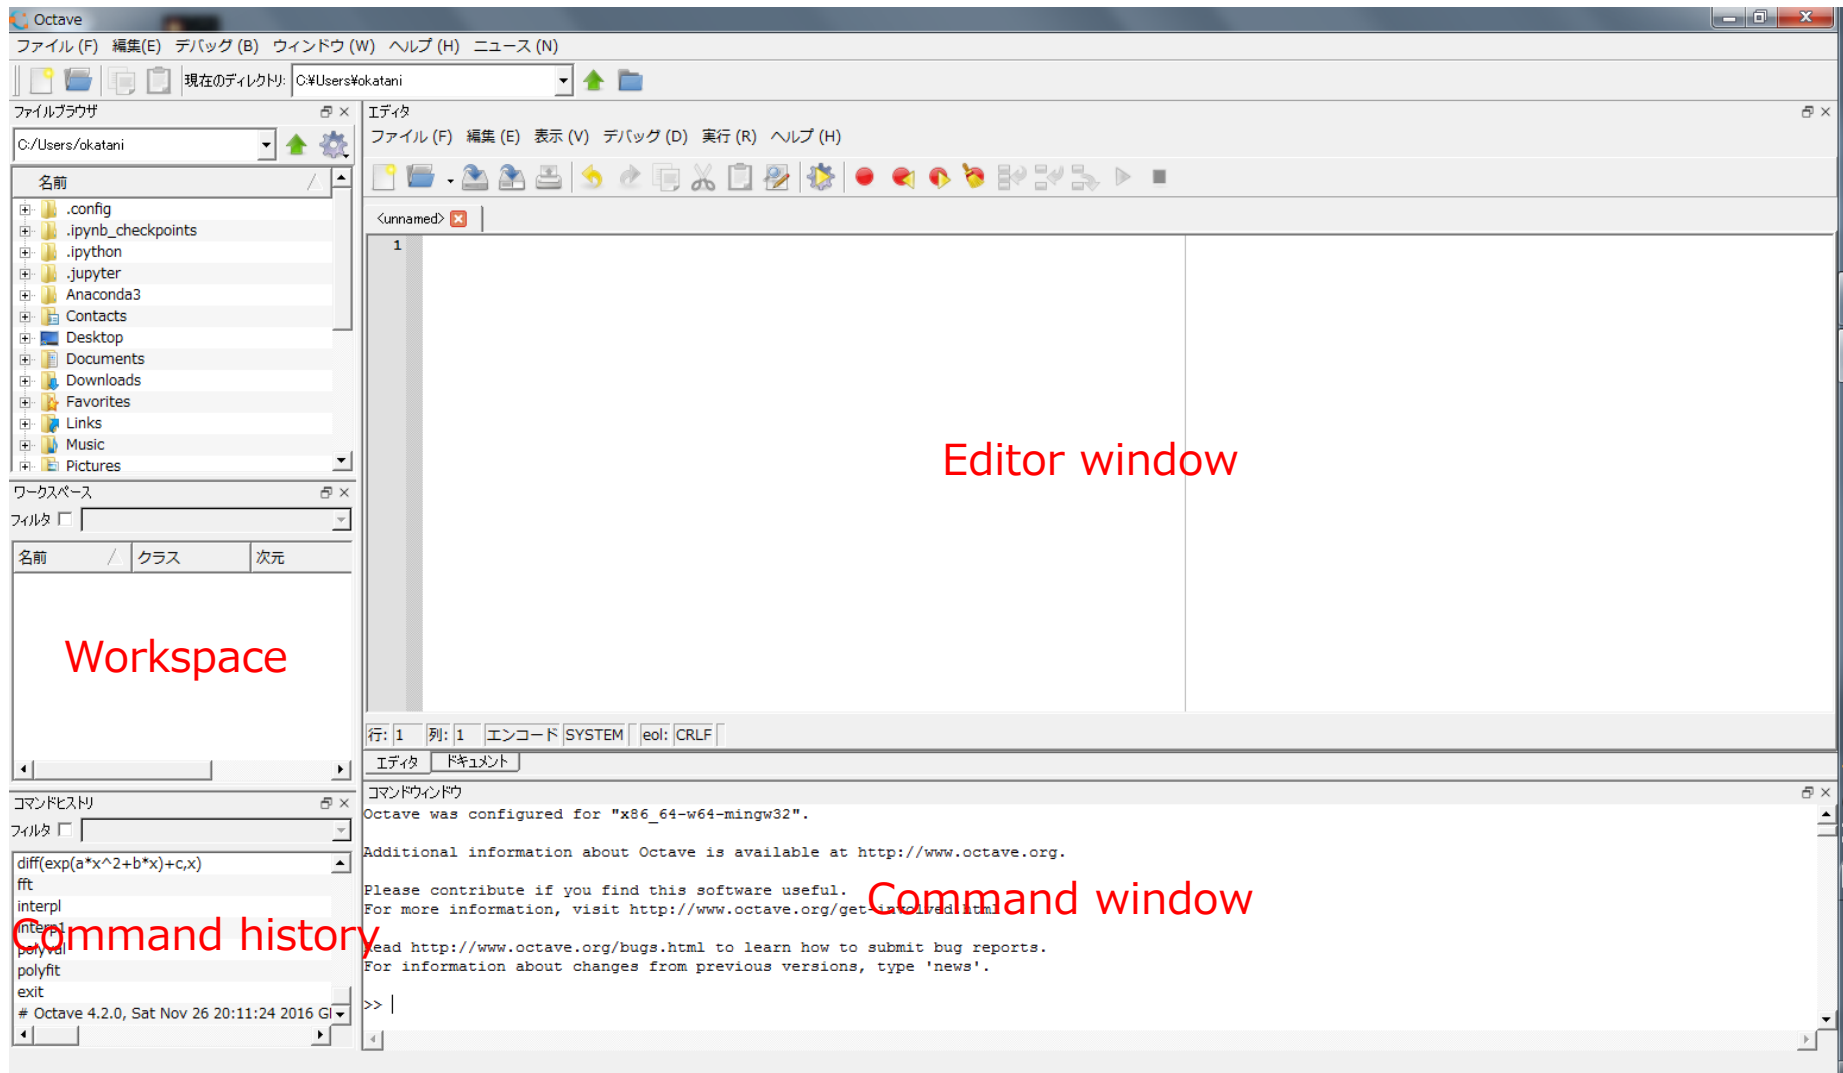 Octave
ファイル (F) 編集(E) デバッグ (B) ウィンドウ (W) ヘルプ (H) ニュース (N)
現在のディレクトリ: C:¥Users¥okatani
ファイルブラウザ
C:/Users/okatani
名前
.config
.ipynb_checkpoints
.ipython
.jupyter
Anaconda3
Contacts
Desktop
Documents
Downloads
Favorites
Links
Music
Pictures
ワークスペース
フィルタ
名前 クラス 次元
Workspace
コマンドヒストリ
フィルタ
diff(exp(a*x^2+b*x)+c,x)
fft
interpl
interp1
Command history
polyval
polyfit
exit
# Octave 4.2.0, Sat Nov 26 20:11:24 2016 G
エディタ
ファイル (F) 編集 (E) 表示 (V) デバッグ (D) 実行 (R) ヘルプ (H)
<unnamed>
1
Editor window
行: 1 列: 1 エンコード SYSTEM eol: CRLF
エディタ ドキュメント
コマンドウィンドウ
Octave was configured for "x86_64-w64-mingw32".
Additional information about Octave is available at http://www.octave.org.
Please contribute if you find this software useful.
Command window
For more information, visit http://www.octave.org/get-involved.html
Read http://www.octave.org/bugs.html to learn how to submit bug reports.
For information about changes from previous versions, type 'news'.
>>